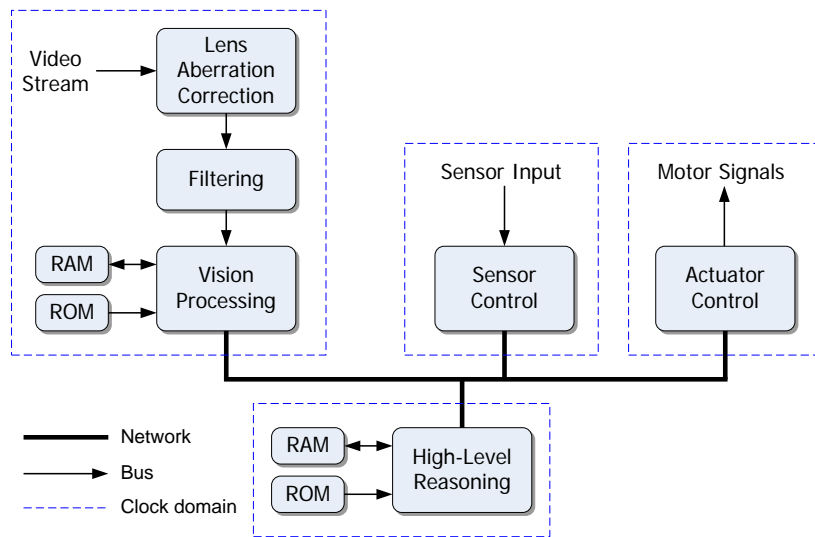 Video
Stream
Lens
Aberration
Correction
Filtering
RAM
ROM
Vision
Processing
Sensor Input
Sensor
Control
Motor Signals
Actuator
Control
RAM
ROM
High-Level
Reasoning
Network
Bus
Clock domain